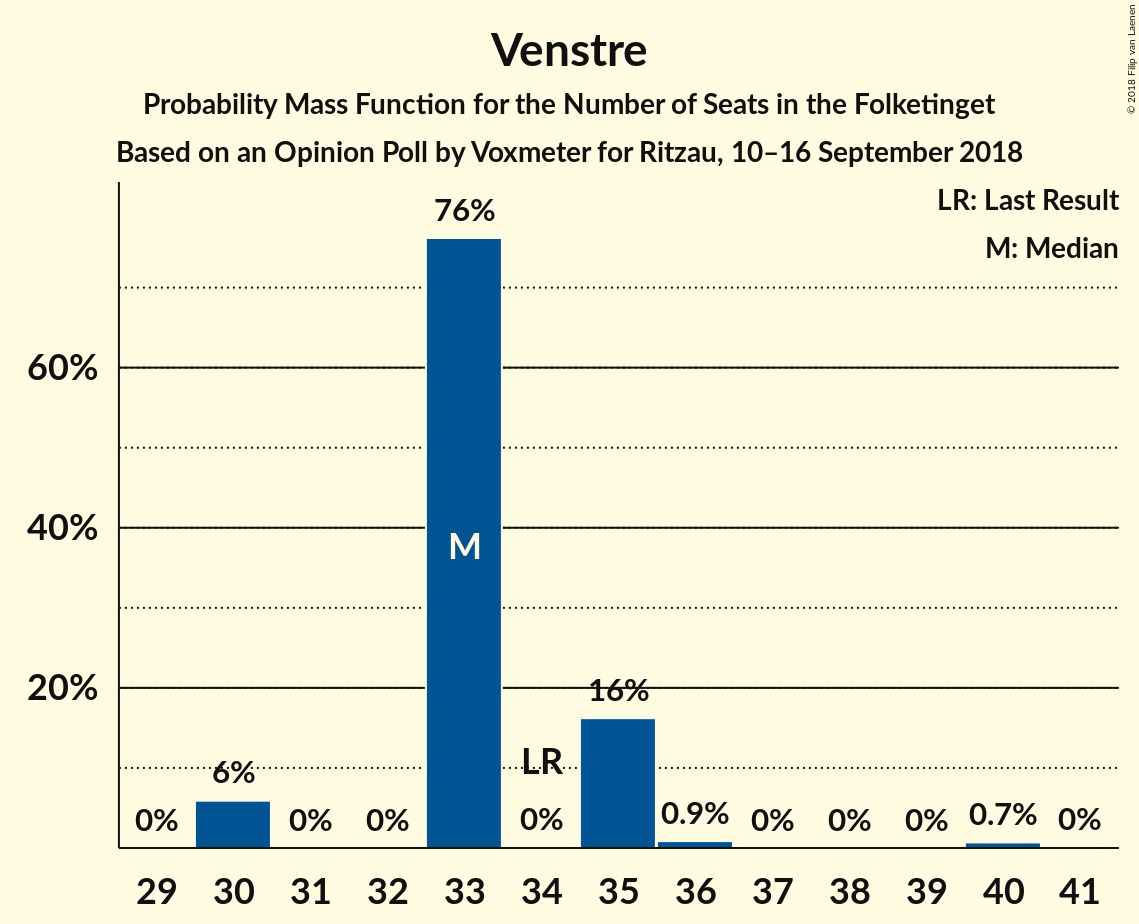 Venstre
Probability Mass Function for the Number of Seats in the Folketinget
Based on an Opinion Poll by Voxmeter for Ritzau, 10–16 September 2018
© 2018 Filip van Laenen
LR: Last Result
M: Median
60%
40%
20%
0%
6%
0%
0%
76%
M
LR
0%
16%
0.9%
0%
0%
0%
0.7%
0%
29 30 31 32 33 34 35 36 37 38 39 40 41